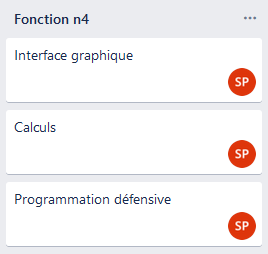 Fonction n4
Interface graphique
SP
Calculs
SP
Programmation défensive
SP